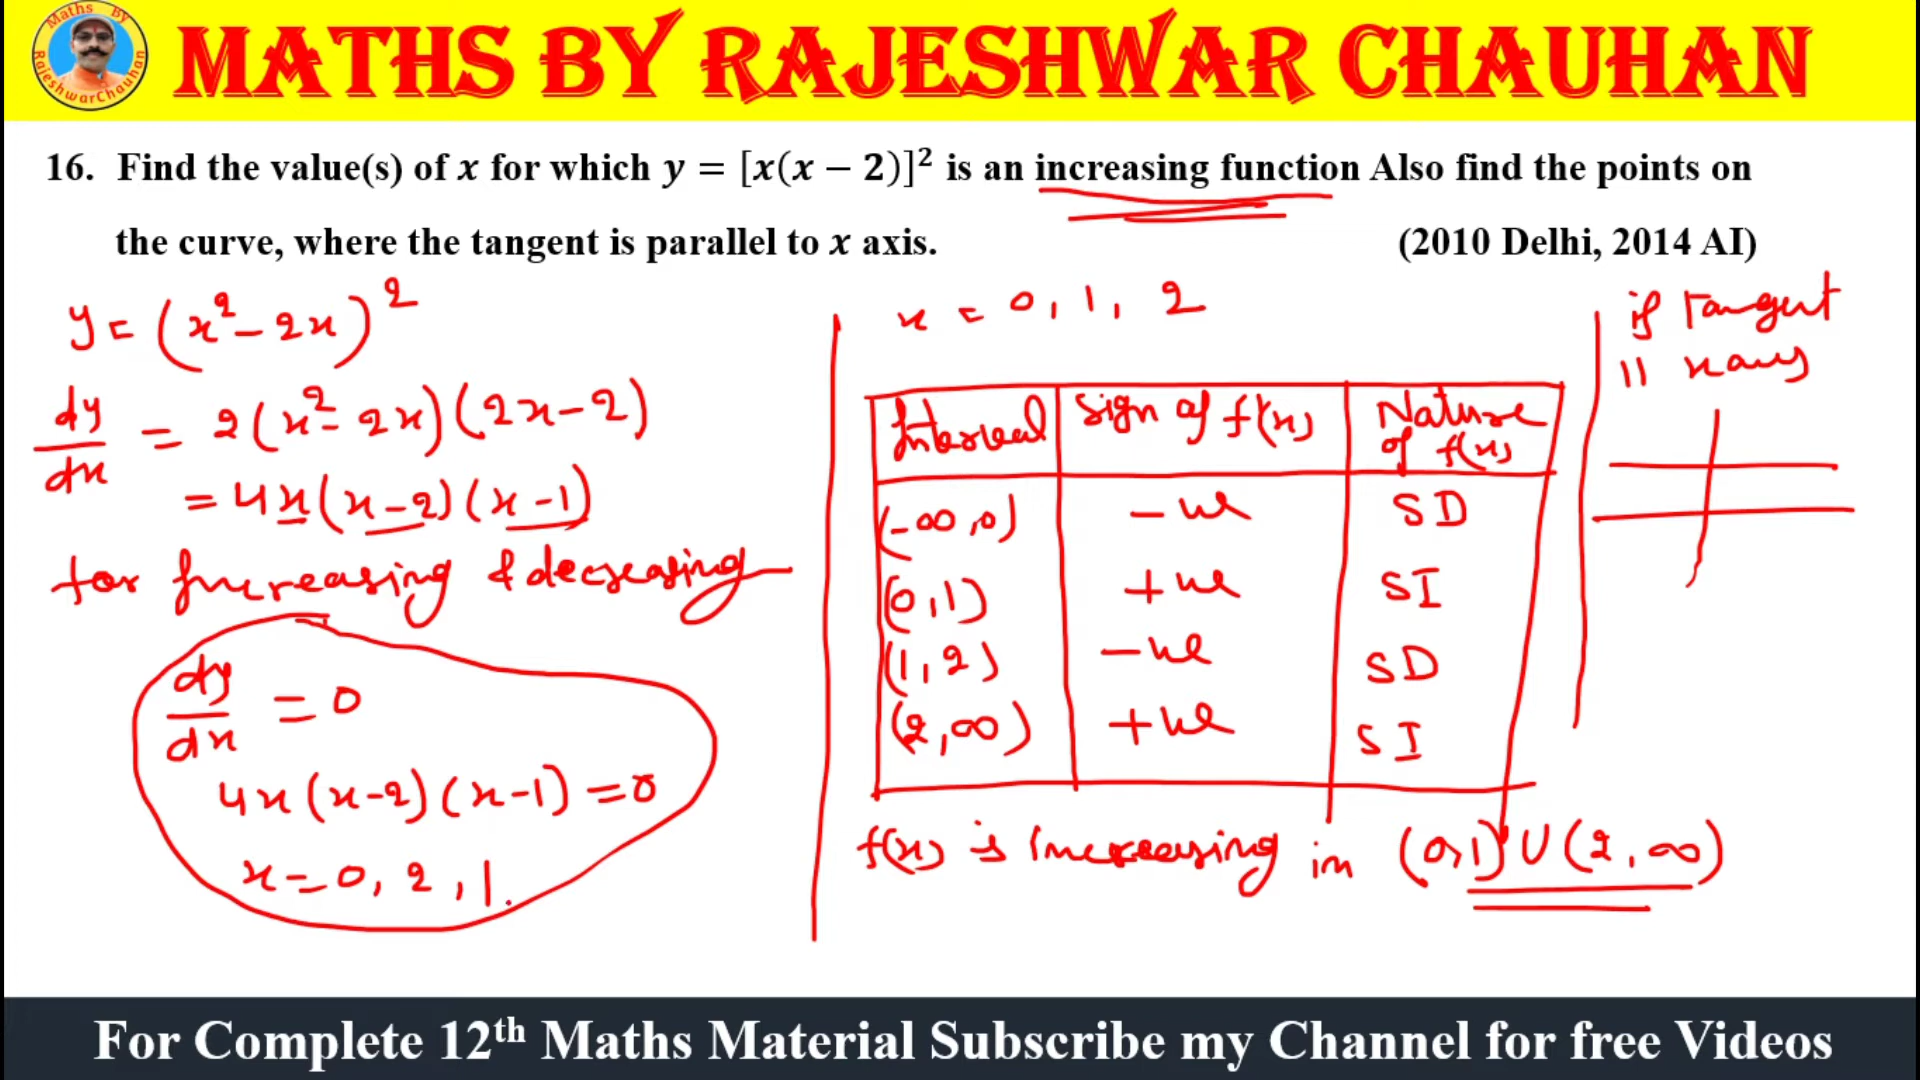 Maths By
RajeshwarChauhan
MATHS BY RAJESHWAR CHAUHAN
16. Find the value(s) of x for which y = [x(x − 2)]² is an increasing function Also find the points on
the curve, where the tangent is parallel to x axis. (2010 Delhi, 2014 AI)
y = (x² - 2x)²
dy/dx = 2(x² - 2x)(2x-2)
= 4x(x-2)(x-1)
for Increasing & decreasing
dy/dx = 0
4x(x-2)(x-1) = 0
x = 0, 2, 1.
x = 0, 1, 2
Interval Sign of f'(x) Nature of f(x)
(-∞, 0) -ve SD
(0, 1) +ve SI
(1, 2) -ve SD
(2, ∞) +ve SI
f(x) is Increasing in (0,1) ∪ (2, ∞)
if tangent
|| x axis
For Complete 12th Maths Material Subscribe my Channel for free Videos